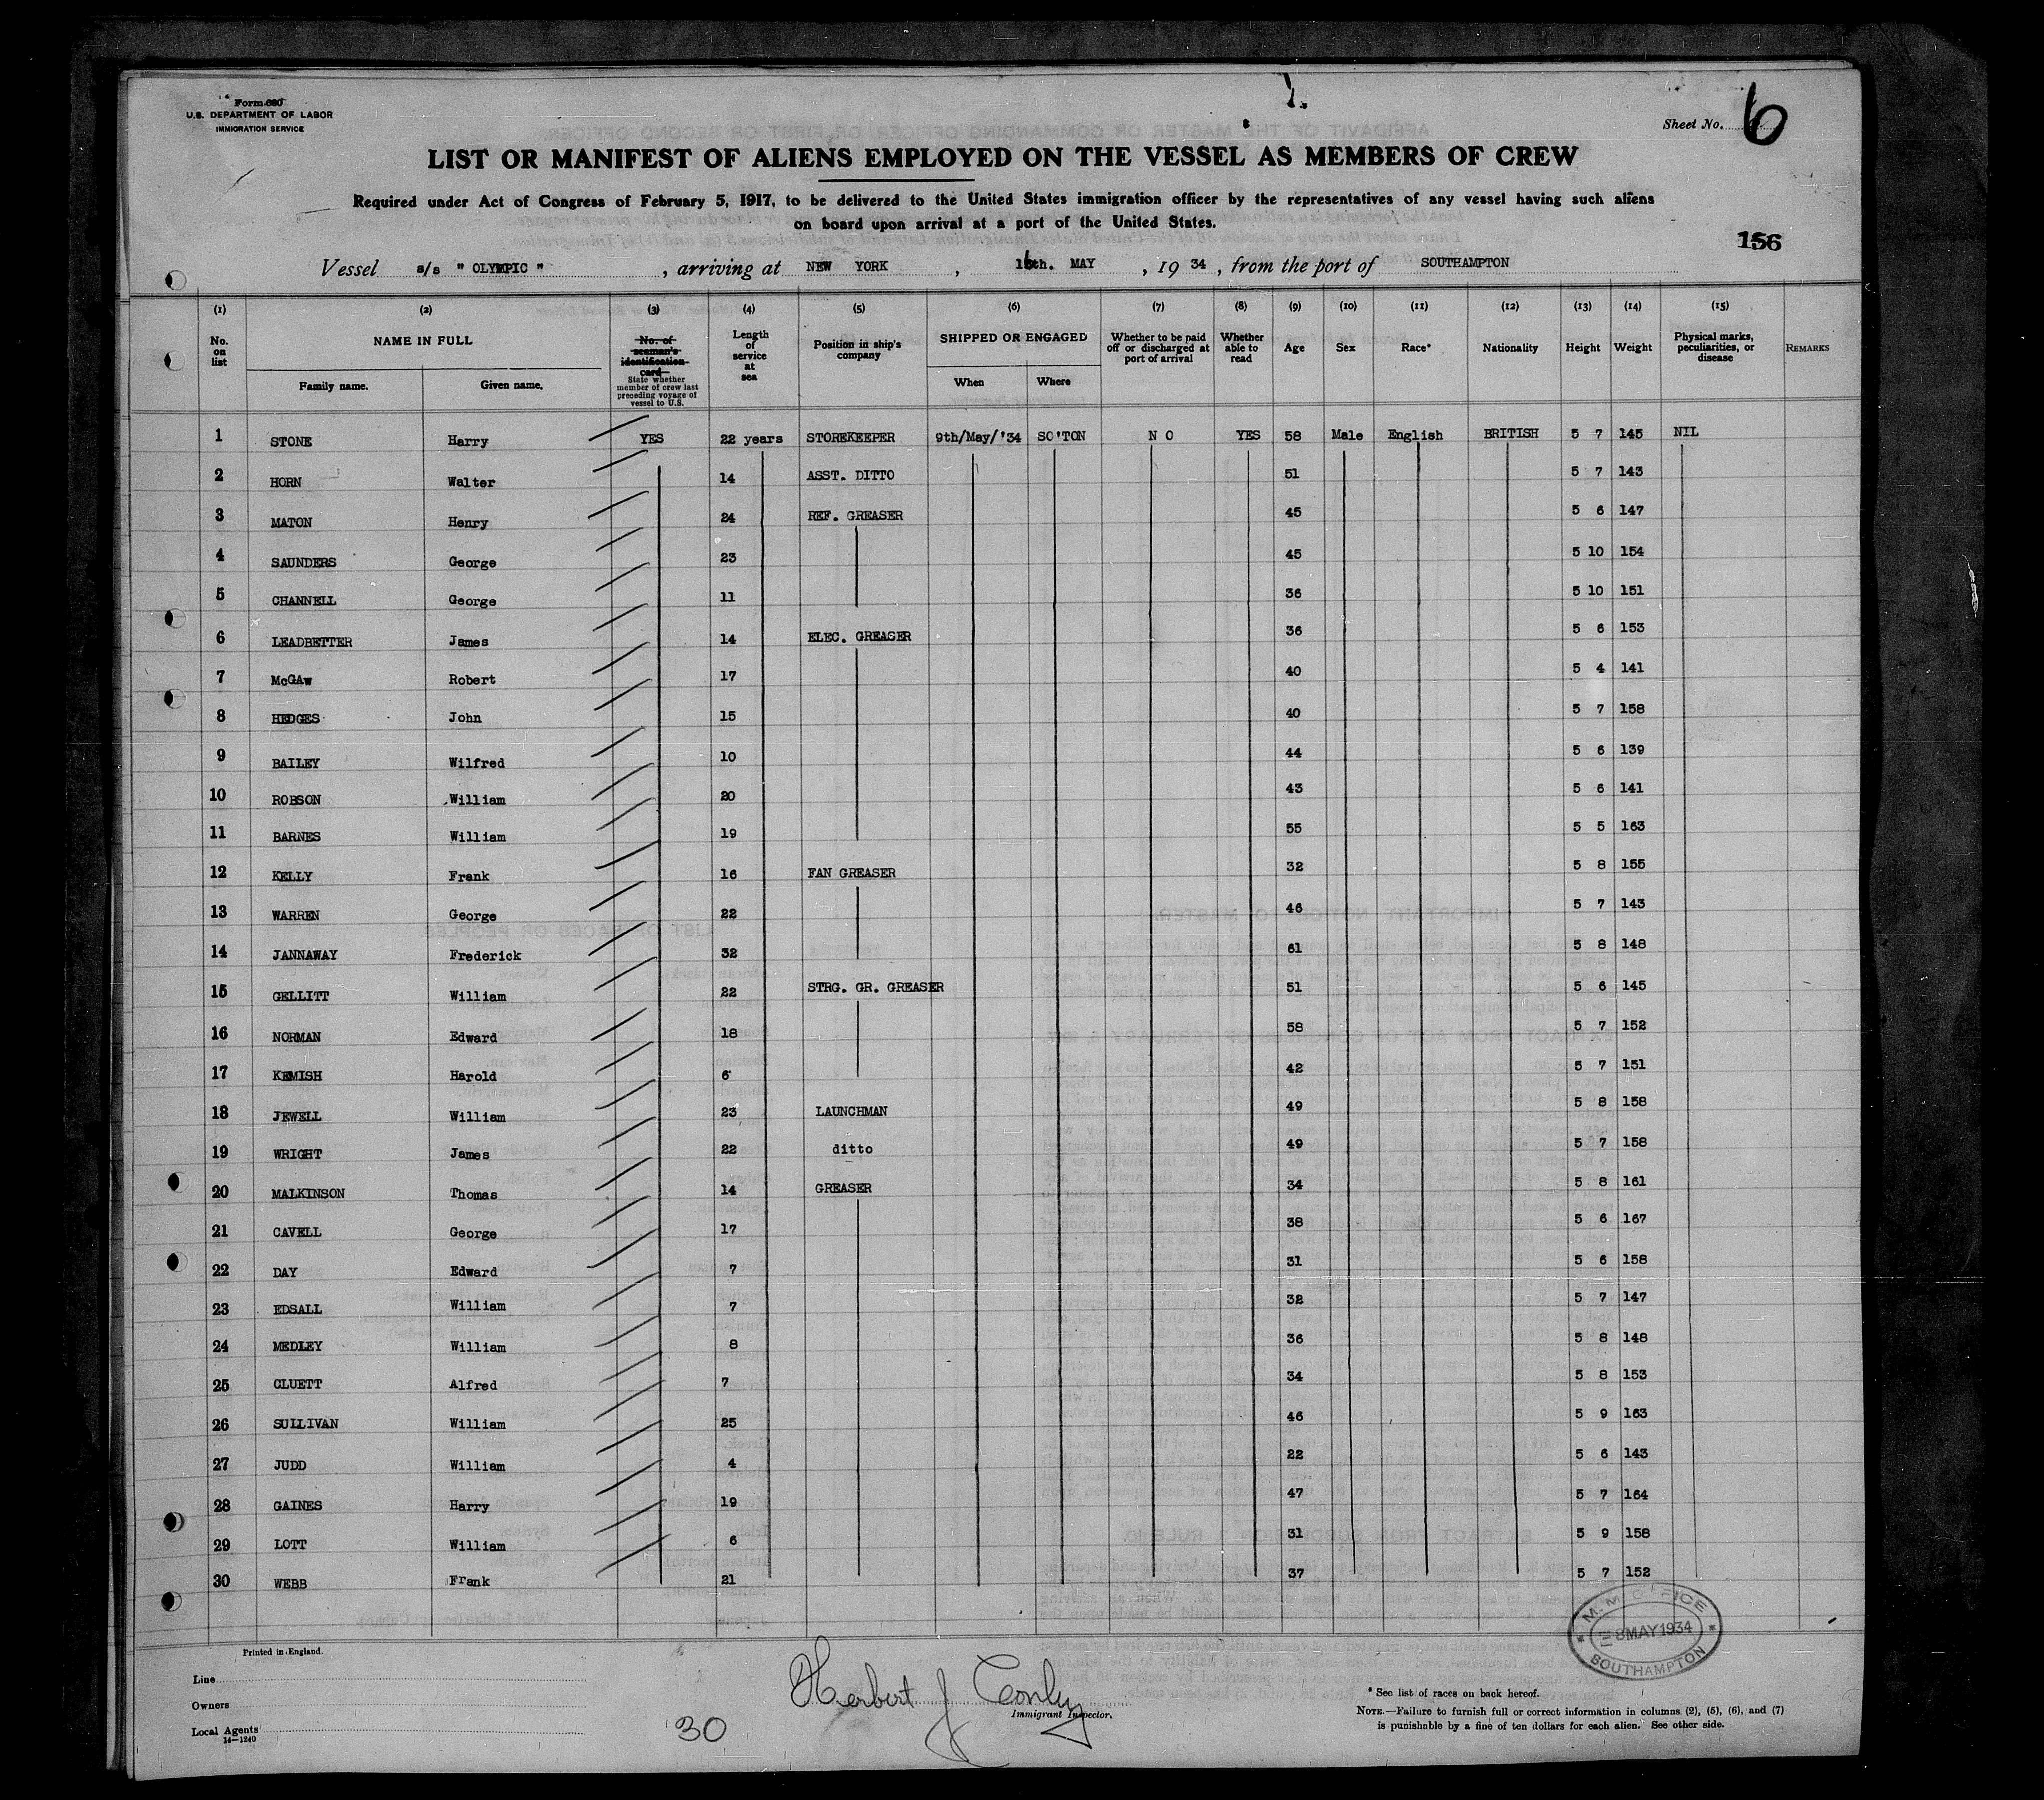 Form 680
U.S. DEPARTMENT OF LABOR
IMMIGRATION SERVICE
Sheet No. 6
LIST OR MANIFEST OF ALIENS EMPLOYED ON THE VESSEL AS MEMBERS OF CREW
Required under Act of Congress of February 5, 1917, to be delivered to the United States immigration officer by the representatives of any vessel having such aliens
on board upon arrival at a port of the United States.
156
Vessel s/s " OLYMPIC " , arriving at NEW YORK , 16th. MAY , 19 34 , from the port of SOUTHAMPTON
(1) (2) (3) (4) (5) (6) (7) (8) (9) (10) (11) (12) (13) (14) (15)
No. on list
NAME IN FULL
Family name. Given name.
No. of seaman's identification card
State whether member of crew last preceding voyage of vessel to U.S.
Length of service at sea
Position in ship's company
SHIPPED OR ENGAGED
When Where
Whether to be paid off or discharged at port of arrival
Whether able to read
Age
Sex
Race*
Nationality
Height
Weight
Physical marks, peculiarities, or disease
REMARKS
1 STONE Harry YES 22 years STOREKEEPER 9th/May/'34 SO'TON N O YES 58 Male English BRITISH 5 7 145 NIL
2 HORN Walter 14 ASST. DITTO 51 5 7 143
3 MATON Henry 24 REF. GREASER 45 5 6 147
4 SAUNDERS George 23 45 5 10 154
5 CHANNELL George 11 36 5 10 151
6 LEADBETTER James 14 ELEC. GREASER 36 5 6 153
7 McGAw Robert 17 40 5 4 141
8 HEDGES John 15 40 5 7 158
9 BAILEY Wilfred 10 44 5 6 139
10 ROBSON William 20 43 5 6 141
11 BARNES William 19 55 5 5 163
12 KELLY Frank 16 FAN GREASER 32 5 8 155
13 WARREN George 22 46 5 7 143
14 JANNAWAY Frederick 32 61 5 8 148
15 GELLITT William 22 STRG. GR. GREASER 51 5 6 145
16 NORMAN Edward 18 58 5 7 152
17 KEMISH Harold 6 42 5 7 151
18 JEWELL William 23 LAUNCHMAN 49 5 8 158
19 WRIGHT James 22 ditto 49 5 7 158
20 MALKINSON Thomas 14 GREASER 34 5 8 161
21 CAVELL George 17 38 5 6 167
22 DAY Edward 7 31 5 6 158
23 EDSALL William 7 32 5 7 147
24 MEDLEY William 8 36 5 8 148
25 CLUETT Alfred 7 34 5 8 153
26 SULLIVAN William 25 46 5 9 163
27 JUDD William 4 22 5 6 143
28 GAINES Harry 19 47 5 7 164
29 LOTT William 6 31 5 9 158
30 WEBB Frank 21 37 5 7 152
M.M. OFFICE
8 MAY 1934
SOUTHAMPTON
Printed in England.
Line
Owners
Local Agents
14—1240
30
Herbert J Conley
Immigrant Inspector.
* See list of races on back hereof.
NOTE.—Failure to furnish full or correct information in columns (2), (5), (6), and (7)
is punishable by a fine of ten dollars for each alien. See other side.